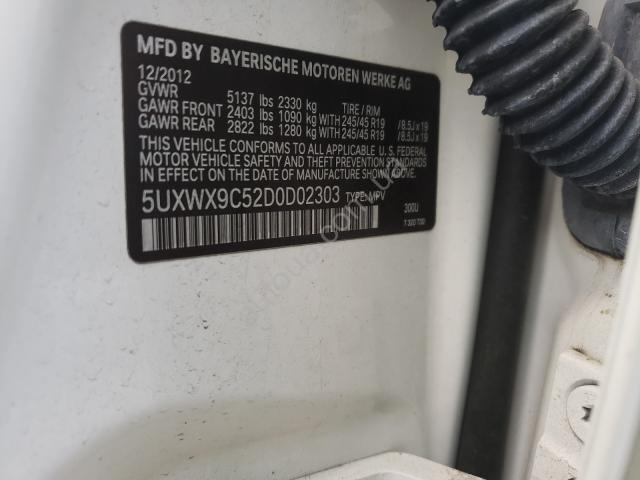 MFD BY BAYERISCHE MOTOREN WERKE AG
12/2012
GVWR 5137 lbs 2330 kg TIRE / RIM
GAWR FRONT 2403 lbs 1090 kg WITH 245/45 R19 / 8.5J x 19
GAWR REAR 2822 lbs 1280 kg WITH 245/45 R19 / 8.5J x 19
THIS VEHICLE CONFORMS TO ALL APPLICABLE U.S. FEDERAL
MOTOR VEHICLE SAFETY AND THEFT PREVENTION STANDARDS
IN EFFECT ON THE DATE OF MANUFACTURE SHOWN ABOVE.
5UXWX9C52D0D02303 TYPE: MPV
300U